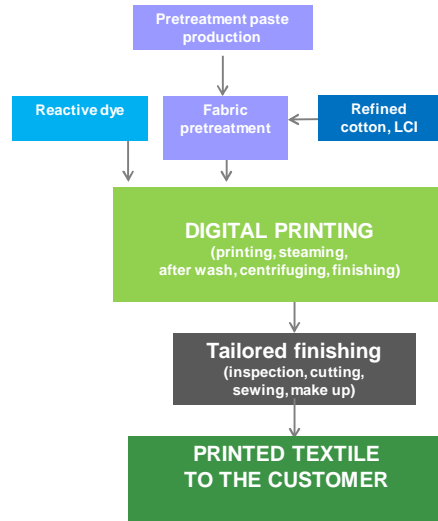 Pretreatment paste
production
Reactive dye
Fabric
pretreatment
Refined
cotton, LCI
DIGITAL PRINTING
(printing, steaming,
after wash, centrifuging, finishing)
Tailored finishing
(inspection, cutting,
sewing, make up)
PRINTED TEXTILE
TO THE CUSTOMER